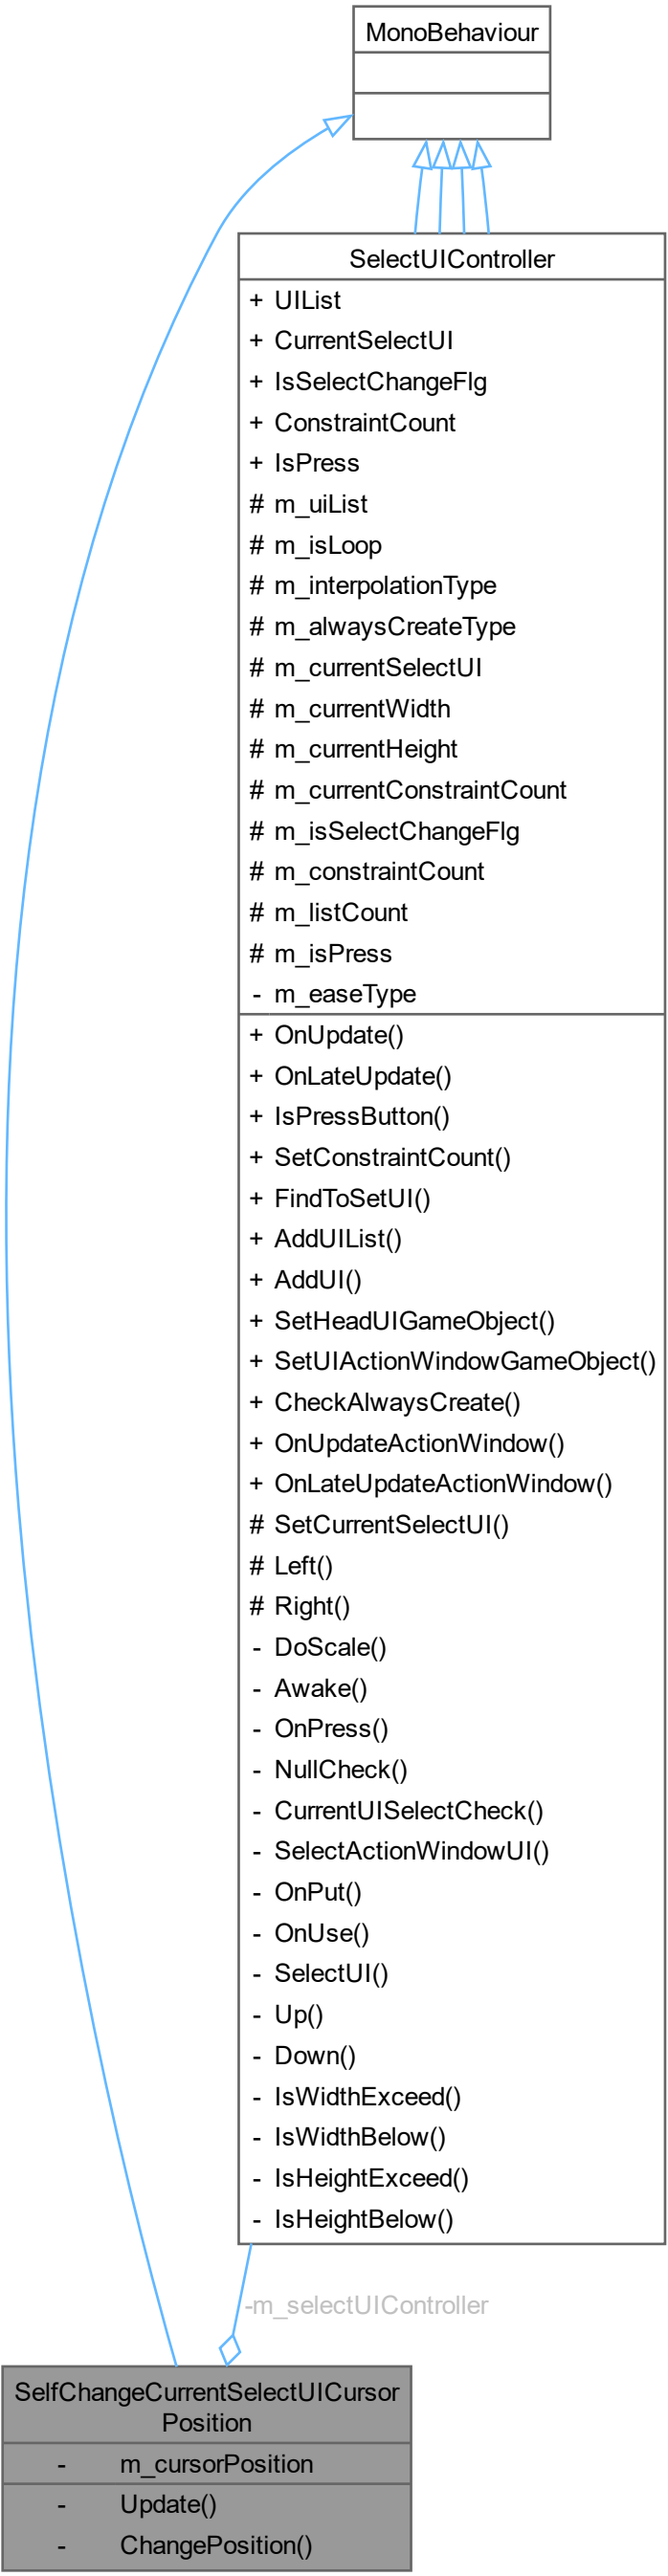 MonoBehaviour
SelectUIController
+ UIList
+ CurrentSelectUI
+ IsSelectChangeFlg
+ ConstraintCount
+ IsPress
# m_uiList
# m_isLoop
# m_interpolationType
# m_alwaysCreateType
# m_currentSelectUI
# m_currentWidth
# m_currentHeight
# m_currentConstraintCount
# m_isSelectChangeFlg
# m_constraintCount
# m_listCount
# m_isPress
- m_easeType
+ OnUpdate()
+ OnLateUpdate()
+ IsPressButton()
+ SetConstraintCount()
+ FindToSetUI()
+ AddUIList()
+ AddUI()
+ SetHeadUIGameObject()
+ SetUIActionWindowGameObject()
+ CheckAlwaysCreate()
+ OnUpdateActionWindow()
+ OnLateUpdateActionWindow()
# SetCurrentSelectUI()
# Left()
# Right()
- DoScale()
- Awake()
- OnPress()
- NullCheck()
- CurrentUISelectCheck()
- SelectActionWindowUI()
- OnPut()
- OnUse()
- SelectUI()
- Up()
- Down()
- IsWidthExceed()
- IsWidthBelow()
- IsHeightExceed()
- IsHeightBelow()
-m_selectUIController
SelfChangeCurrentSelectUICursor
Position
- m_cursorPosition
- Update()
- ChangePosition()